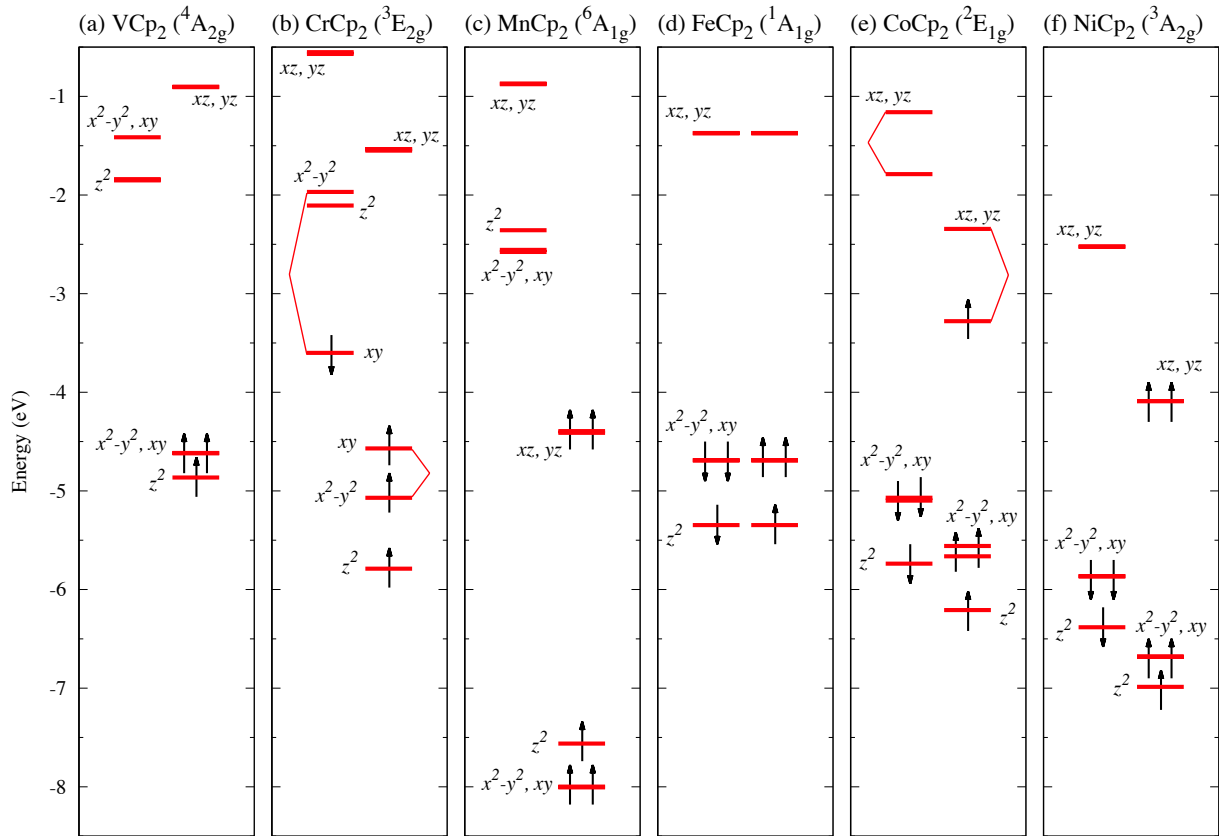 (a) VCp₂ (⁴A₂g)
(b) CrCp₂ (³E₂g)
(c) MnCp₂ (⁶A₁g)
(d) FeCp₂ (¹A₁g)
(e) CoCp₂ (²E₁g)
(f) NiCp₂ (³A₂g)
Energy (eV)
-1
-2
-3
-4
-5
-6
-7
-8
xz, yz
x²-y², xy
z²
x²-y², xy
z²
xz, yz
xz, yz
x²-y²
z²
xy
xy
x²-y²
z²
xz, yz
z²
x²-y², xy
xz, yz
z²
x²-y², xy
xz, yz
x²-y², xy
z²
xz, yz
xz, yz
x²-y², xy
x²-y², xy
z²
z²
xz, yz
xz, yz
x²-y², xy
z²
x²-y², xy
z²